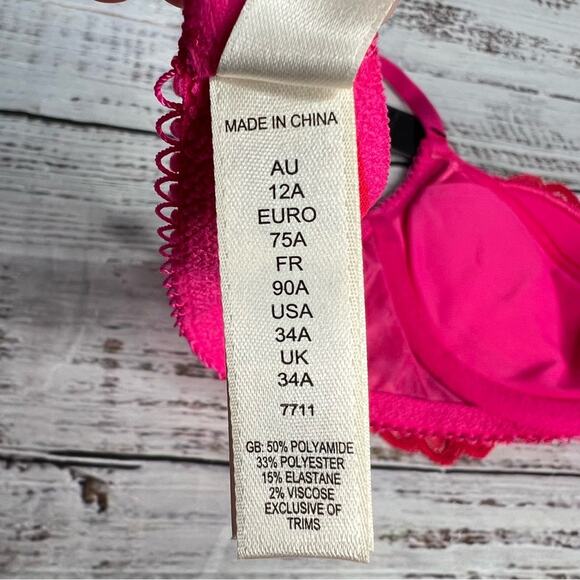 MADE IN CHINA
AU
12A
EURO
75A
FR
90A
USA
34A
UK
34A
7711
GB: 50% POLYAMIDE
33% POLYESTER
15% ELASTANE
2% VISCOSE
EXCLUSIVE OF
TRIMS